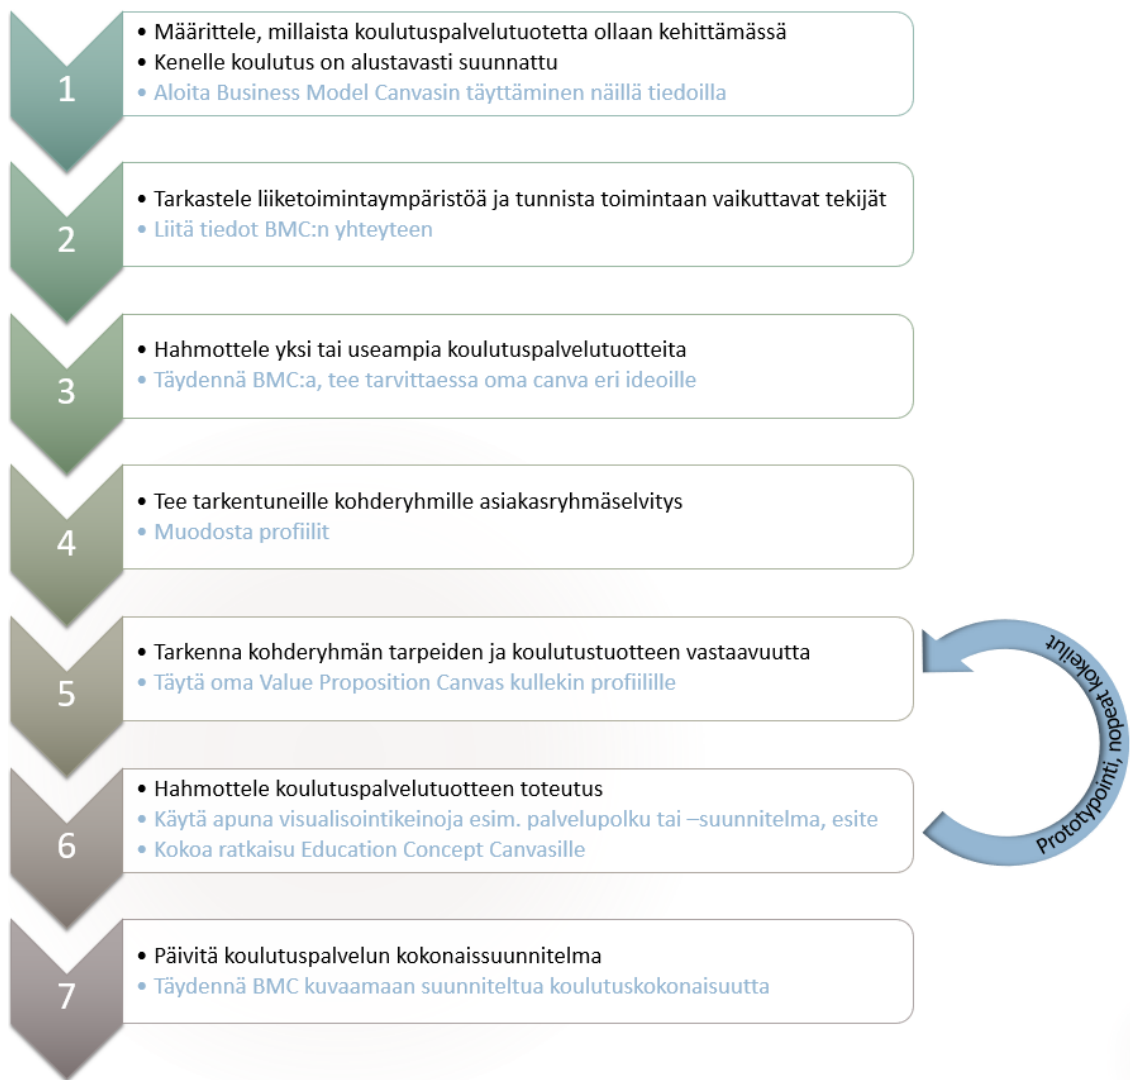 1
• Määrittele, millaista koulutuspalvelutuotetta ollaan kehittämässä
• Kenelle koulutus on alustavasti suunnattu
• Aloita Business Model Canvasin täyttäminen näillä tiedoilla
2
• Tarkastele liiketoimintaympäristöä ja tunnista toimintaan vaikuttavat tekijät
• Liitä tiedot BMC:n yhteyteen
3
• Hahmottele yksi tai useampia koulutuspalvelutuotteita
• Täydennä BMC:a, tee tarvittaessa oma canva eri ideoille
4
• Tee tarkentuneille kohderyhmille asiakasryhmäselvitys
• Muodosta profiilit
5
• Tarkenna kohderyhmän tarpeiden ja koulutustuotteen vastaavuutta
• Täytä oma Value Proposition Canvas kullekin profiilille
6
• Hahmottele koulutuspalvelutuotteen toteutus
• Käytä apuna visualisointikeinoja esim. palvelupolku tai –suunnitelma, esite
• Kokoa ratkaisu Education Concept Canvasille
Prototypointi, nopeat kokeilut
7
• Päivitä koulutuspalvelun kokonaissuunnitelma
• Täydennä BMC kuvaamaan suunniteltua koulutuskokonaisuutta